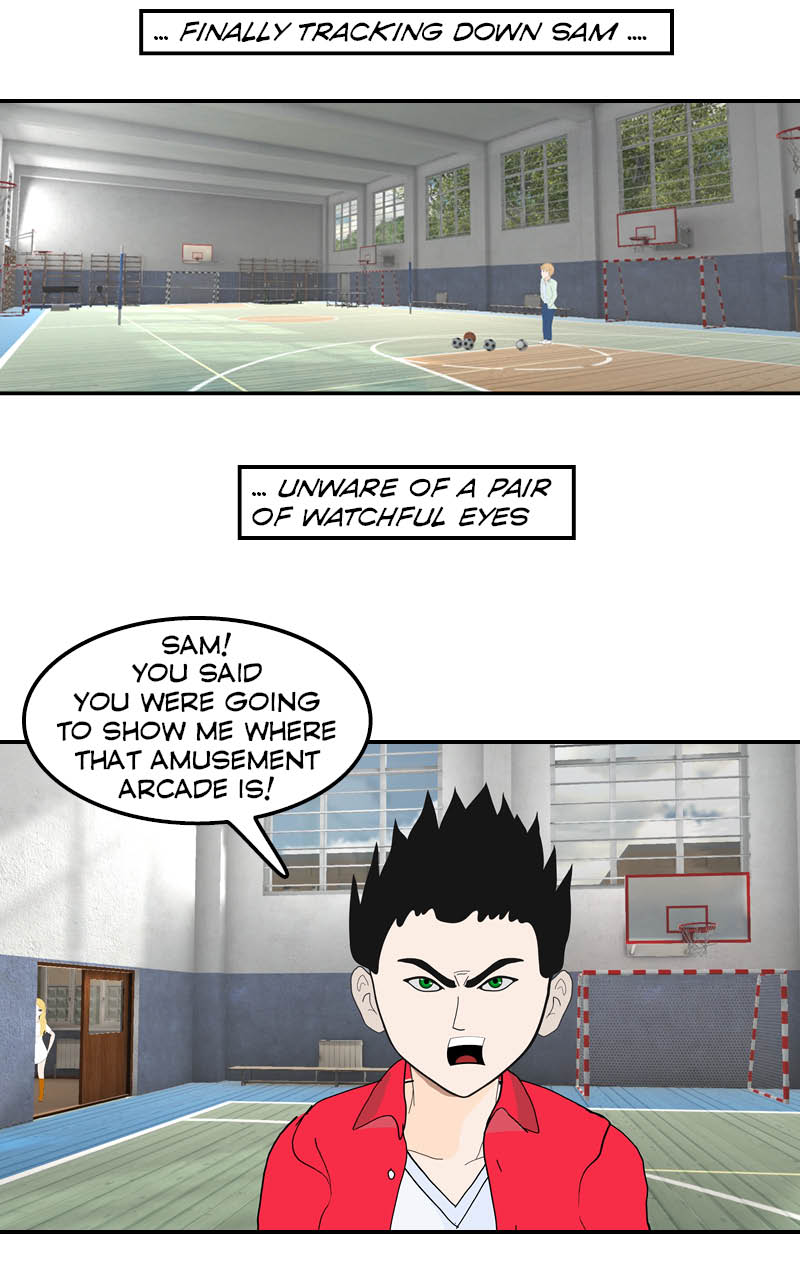 ... FINALLY TRACKING DOWN SAM ....
... UNWARE OF A PAIR
OF WATCHFUL EYES
SAM!
YOU SAID
YOU WERE GOING
TO SHOW ME WHERE
THAT AMUSEMENT
ARCADE IS!